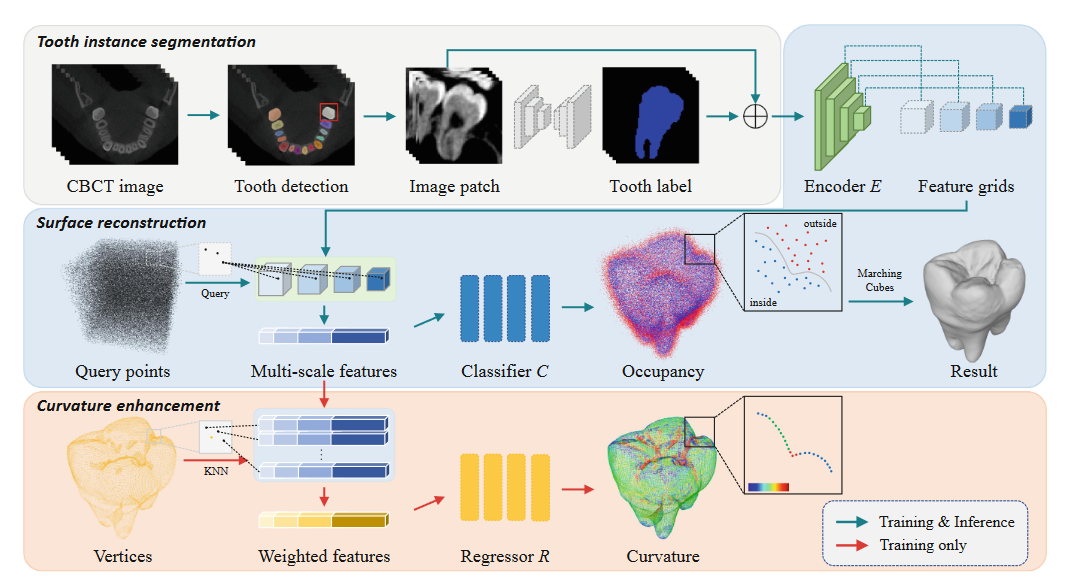 Tooth instance segmentation
CBCT image
Tooth detection
Image patch
Tooth label
Encoder E
Feature grids
Surface reconstruction
Query
outside
inside
Marching
Cubes
Query points
Multi-scale features
Classifier C
Occupancy
Result
Curvature enhancement
KNN
Vertices
Weighted features
Regressor R
Curvature
Training & Inference
Training only